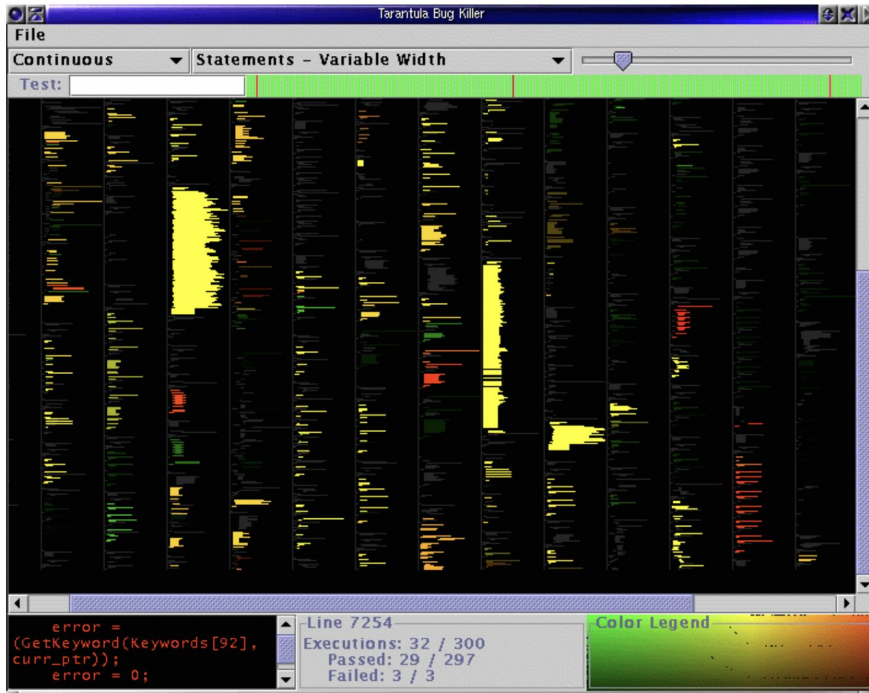 Tarantula Bug Killer
File
Continuous
Statements - Variable Width
Test:
error =
(GetKeyword(Keywords[92],
curr_ptr));
error = 0;
Line 7254
Executions: 32 / 300
Passed: 29 / 297
Failed: 3 / 3
Color Legend